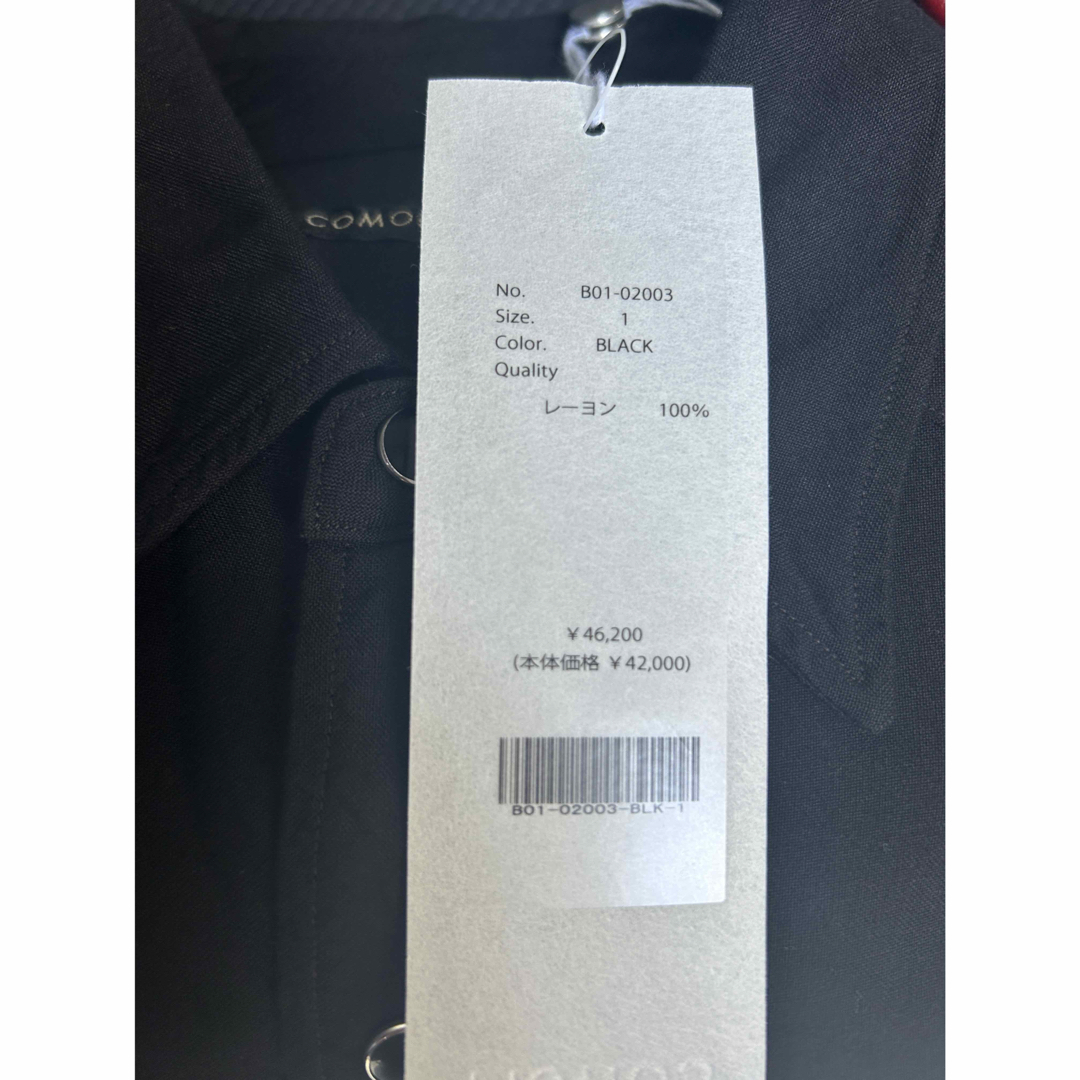 No. B01-02003
Size. 1
Color. BLACK
Quality
レーヨン 100%
￥46,200
(本体価格 ￥42,000)
B01-02003-BLK-1